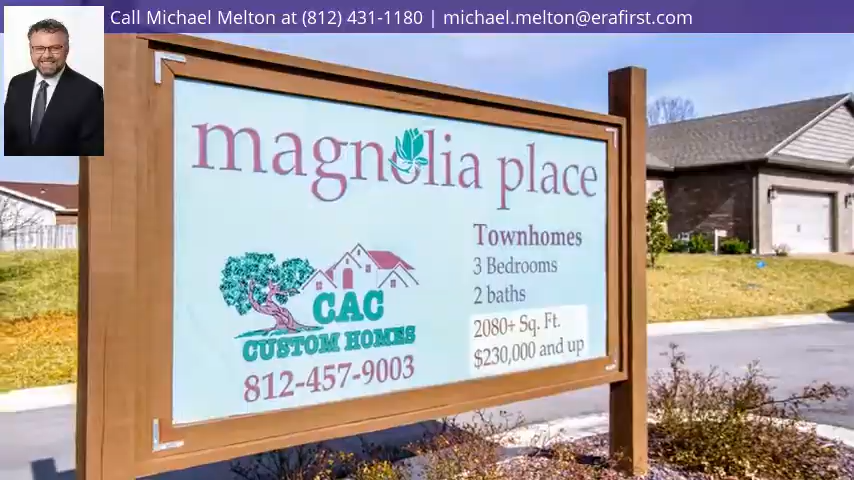 Call Michael Melton at (812) 431-1180 | michael.melton@erafirst.com
magnolia place
Townhomes
3 Bedrooms
2 baths
2080+ Sq. Ft.
$230,000 and up
CAC
CUSTOM HOMES
812-457-9003